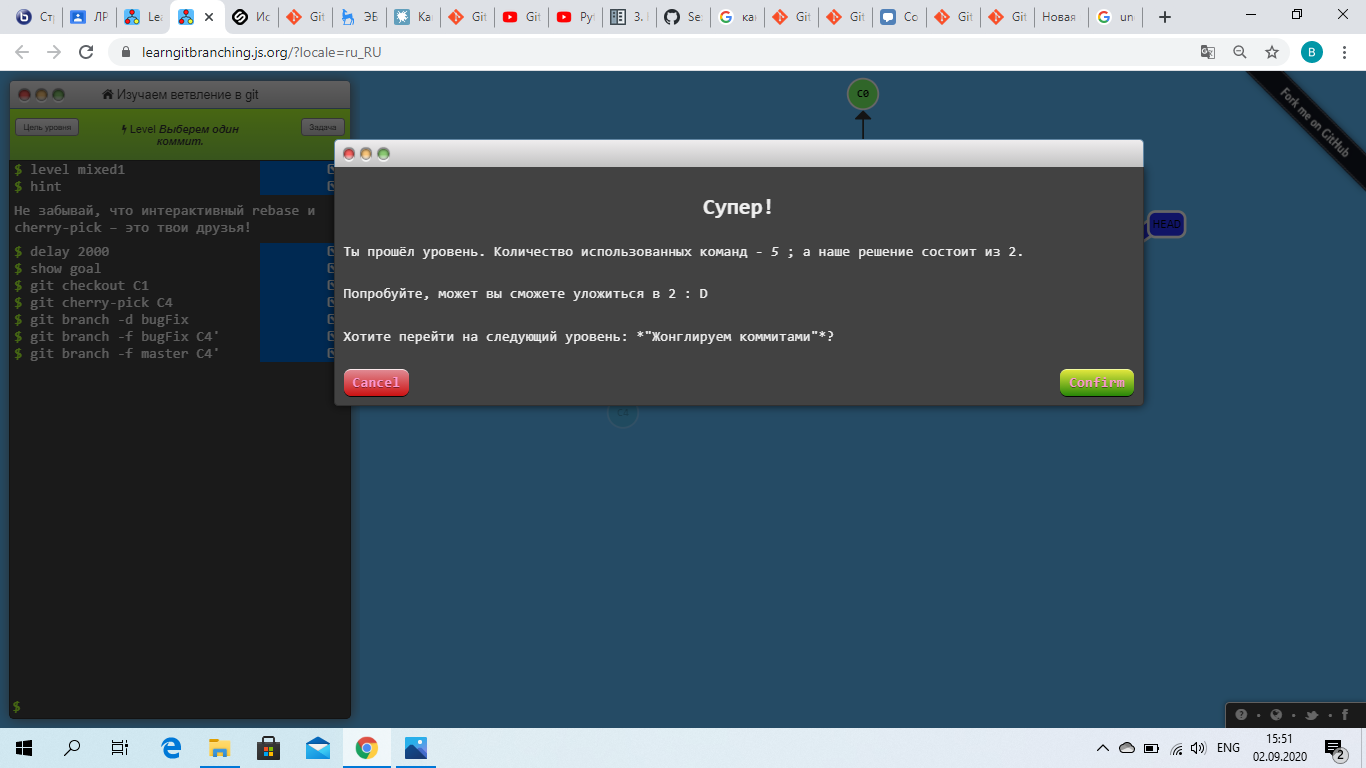 Ст
ЛР
Lea
Ис
Git
ЭБ
Ка
Git
Git
Pyt
3.
Se
как
Git
Git
Со
Git
Git
Новая
un
learngitbranching.js.org/?locale=ru_RU
B
Изучаем ветвление в git
Цель уровня
Level Выберем один
коммит.
Задача
$ level mixed1
$ hint
Не забывай, что интерактивный rebase и
cherry-pick – это твои друзья!
$ delay 2000
$ show goal
$ git checkout C1
$ git cherry-pick C4
$ git branch -d bugFix
$ git branch -f bugFix C4'
$ git branch -f master C4'
$
C0
Fork me on GitHub
HEAD
C4
Супер!
Ты прошёл уровень. Количество использованных команд - 5 ; а наше решение состоит из 2.
Попробуйте, может вы сможете уложиться в 2 : D
Хотите перейти на следующий уровень: *"Жонглируем коммитами"*?
Cancel
Confirm
ENG
15:51
02.09.2020
2